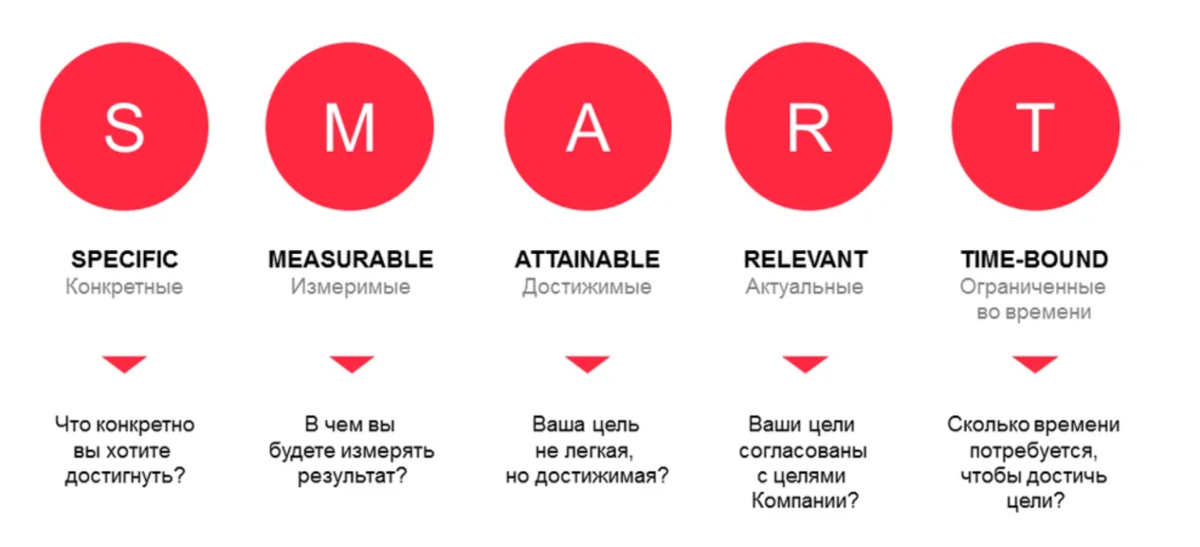 S
M
A
R
T
SPECIFIC
Конкретные
MEASURABLE
Измеримые
ATTAINABLE
Достижимые
RELEVANT
Актуальные
TIME-BOUND
Ограниченные
во времени
Что конкретно
вы хотите
достигнуть?
В чем вы
будете измерять
результат?
Ваша цель
не легкая,
но достижимая?
Ваши цели
согласованы
с целями
Компании?
Сколько времени
потребуется,
чтобы достичь
цели?